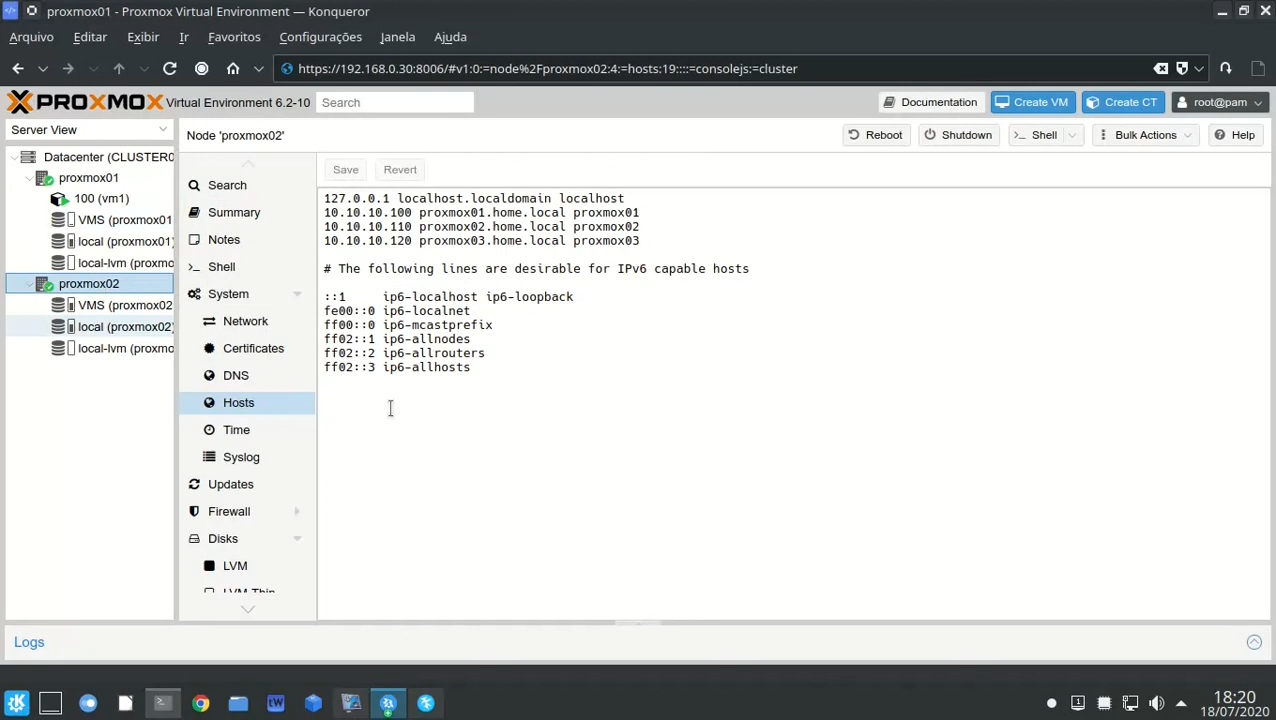 proxmox01 - Proxmox Virtual Environment — Konqueror
Arquivo Editar Exibir Ir Favoritos Configurações Janela Ajuda
https://192.168.0.30:8006/#v1:0:=node%2Fproxmox02:4:=hosts:19::::=consolejs:=cluster
PROXMOX Virtual Environment 6.2-10 Search Documentation Create VM Create CT root@pam
Server View
Node 'proxmox02' Reboot Shutdown Shell Bulk Actions Help
Datacenter (CLUSTER0
proxmox01
100 (vm1)
VMS (proxmox01
local (proxmox01)
local-lvm (proxmo
proxmox02
VMS (proxmox02
local (proxmox02)
local-lvm (proxmo
Search
Summary
Notes
Shell
System
Network
Certificates
DNS
Hosts
Time
Syslog
Updates
Firewall
Disks
LVM
LVM-Thin
Save Revert
127.0.0.1 localhost.localdomain localhost
10.10.10.100 proxmox01.home.local proxmox01
10.10.10.110 proxmox02.home.local proxmox02
10.10.10.120 proxmox03.home.local proxmox03
# The following lines are desirable for IPv6 capable hosts
::1 ip6-localhost ip6-loopback
fe00::0 ip6-localnet
ff00::0 ip6-mcastprefix
ff02::1 ip6-allnodes
ff02::2 ip6-allrouters
ff02::3 ip6-allhosts
Logs
18:20
18/07/2020